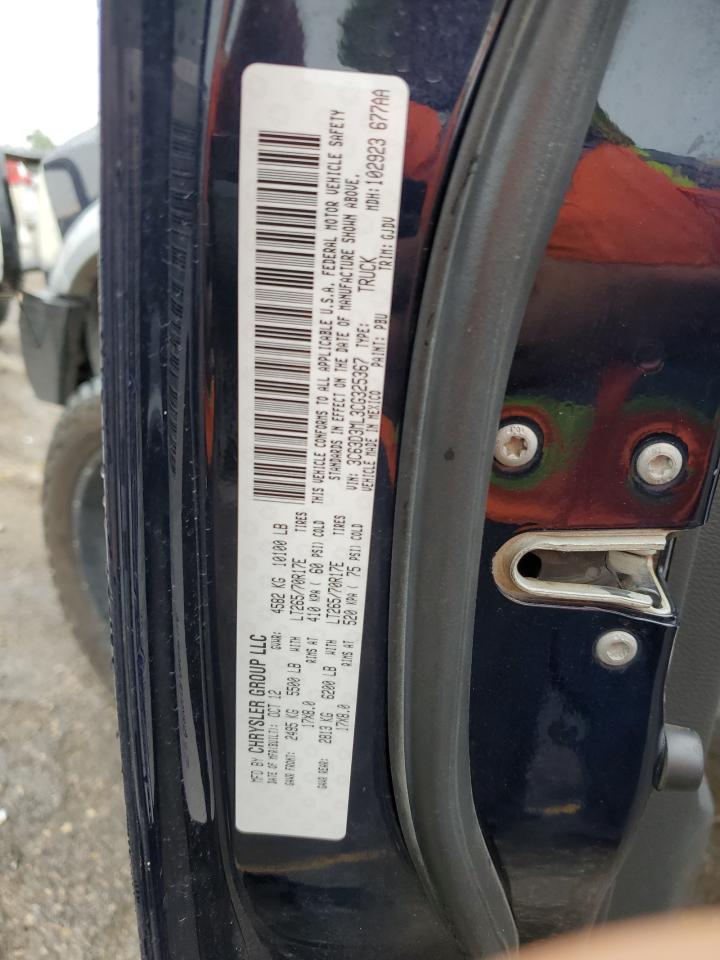 MFD BY CHRYSLER GROUP LLC
DATE OF MFR(BUILT): OCT 12 GVWR: 4582 KG 10100 LB
GAWR FRONT: 2495 KG 5500 LB WITH LT265/70R17E TIRES
17X8.0 RIMS AT 410 KPA ( 60 PSI) COLD
GAWR REAR: 2813 KG 6200 LB WITH LT265/70R17E TIRES
17X8.0 RIMS AT 520 KPA ( 75 PSI) COLD
THIS VEHICLE CONFORMS TO ALL APPLICABLE U.S.A. FEDERAL MOTOR VEHICLE SAFETY
STANDARDS IN EFFECT ON THE DATE OF MANUFACTURE SHOWN ABOVE.
VIN: 3C63D3ML3CG325367 TYPE: TRUCK MDH:102923 677AA
VEHICLE MADE IN MEXICO PAINT: PBU TRIM: GJDV